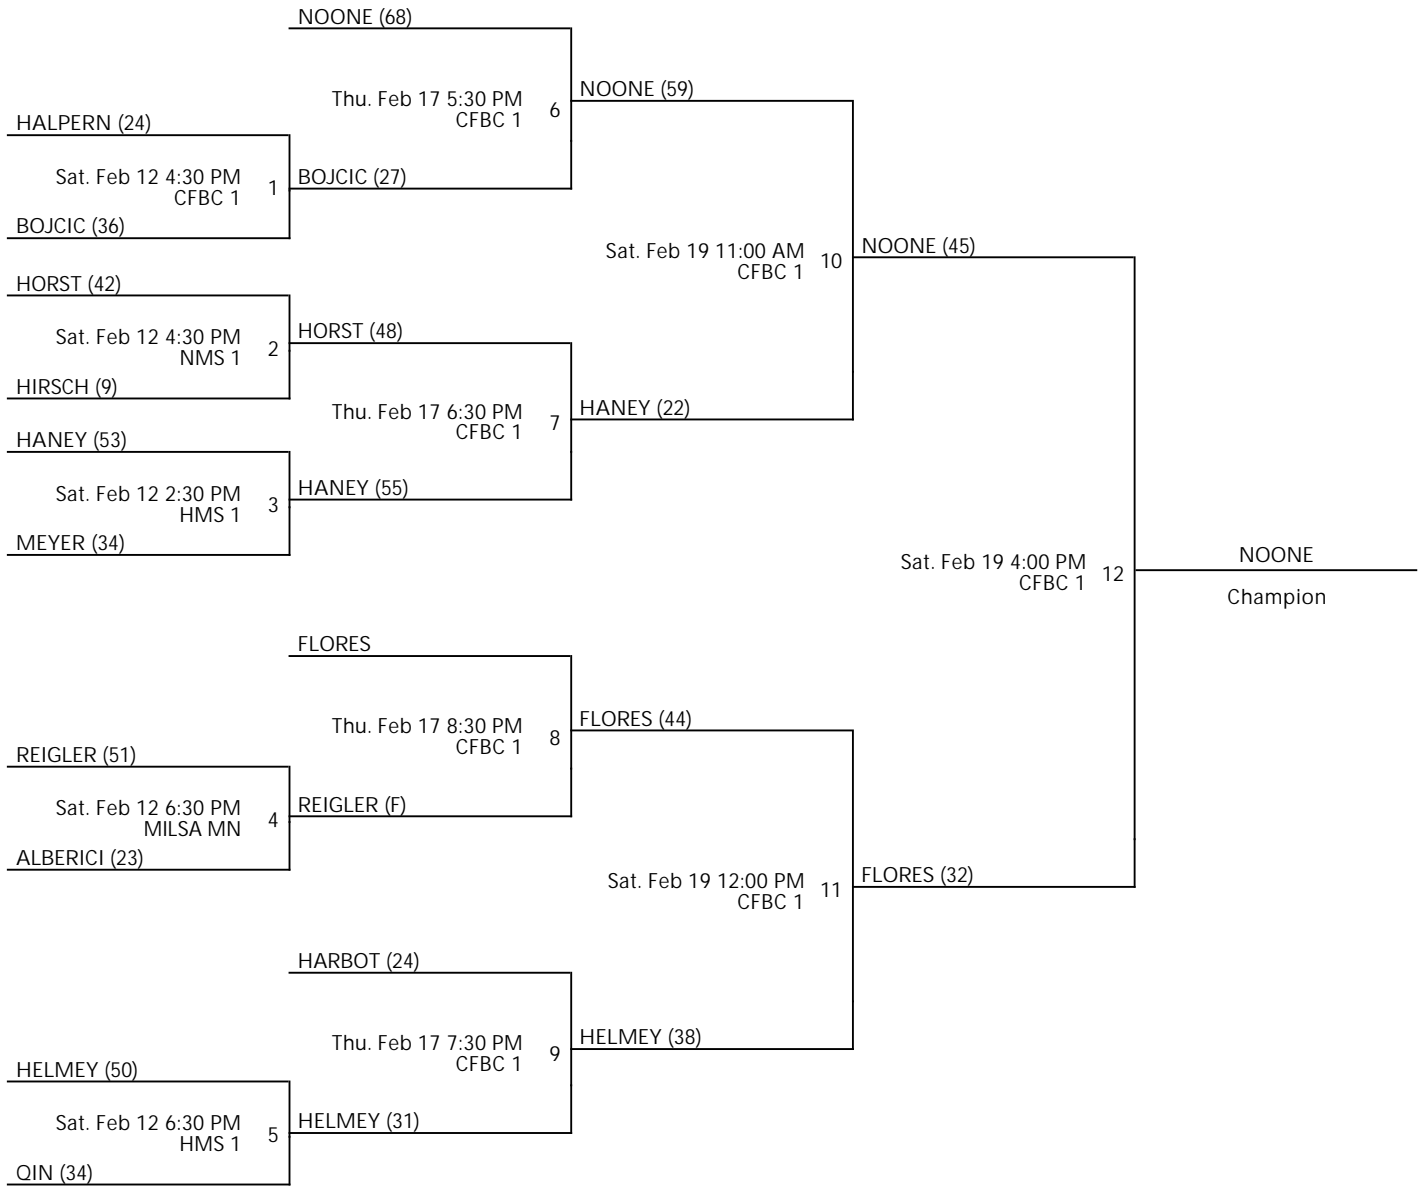 NOONE (68)
Thu. Feb 17 5:30 PM
CFBC 1
6
NOONE (59)
HALPERN (24)
Sat. Feb 12 4:30 PM
CFBC 1
1
BOJCIC (27)
BOJCIC (36)
Sat. Feb 19 11:00 AM
CFBC 1
10
NOONE (45)
HORST (42)
Sat. Feb 12 4:30 PM
NMS 1
2
HORST (48)
HIRSCH (9)
Thu. Feb 17 6:30 PM
CFBC 1
7
HANEY (22)
HANEY (53)
Sat. Feb 12 2:30 PM
HMS 1
3
HANEY (55)
MEYER (34)
Sat. Feb 19 4:00 PM
CFBC 1
12
NOONE
Champion
FLORES
Thu. Feb 17 8:30 PM
CFBC 1
8
FLORES (44)
REIGLER (51)
Sat. Feb 12 6:30 PM
MILSA MN
4
REIGLER (F)
ALBERICI (23)
Sat. Feb 19 12:00 PM
CFBC 1
11
FLORES (32)
HARBOT (24)
Thu. Feb 17 7:30 PM
CFBC 1
9
HELMEY (38)
HELMEY (50)
Sat. Feb 12 6:30 PM
HMS 1
5
HELMEY (31)
QIN (34)